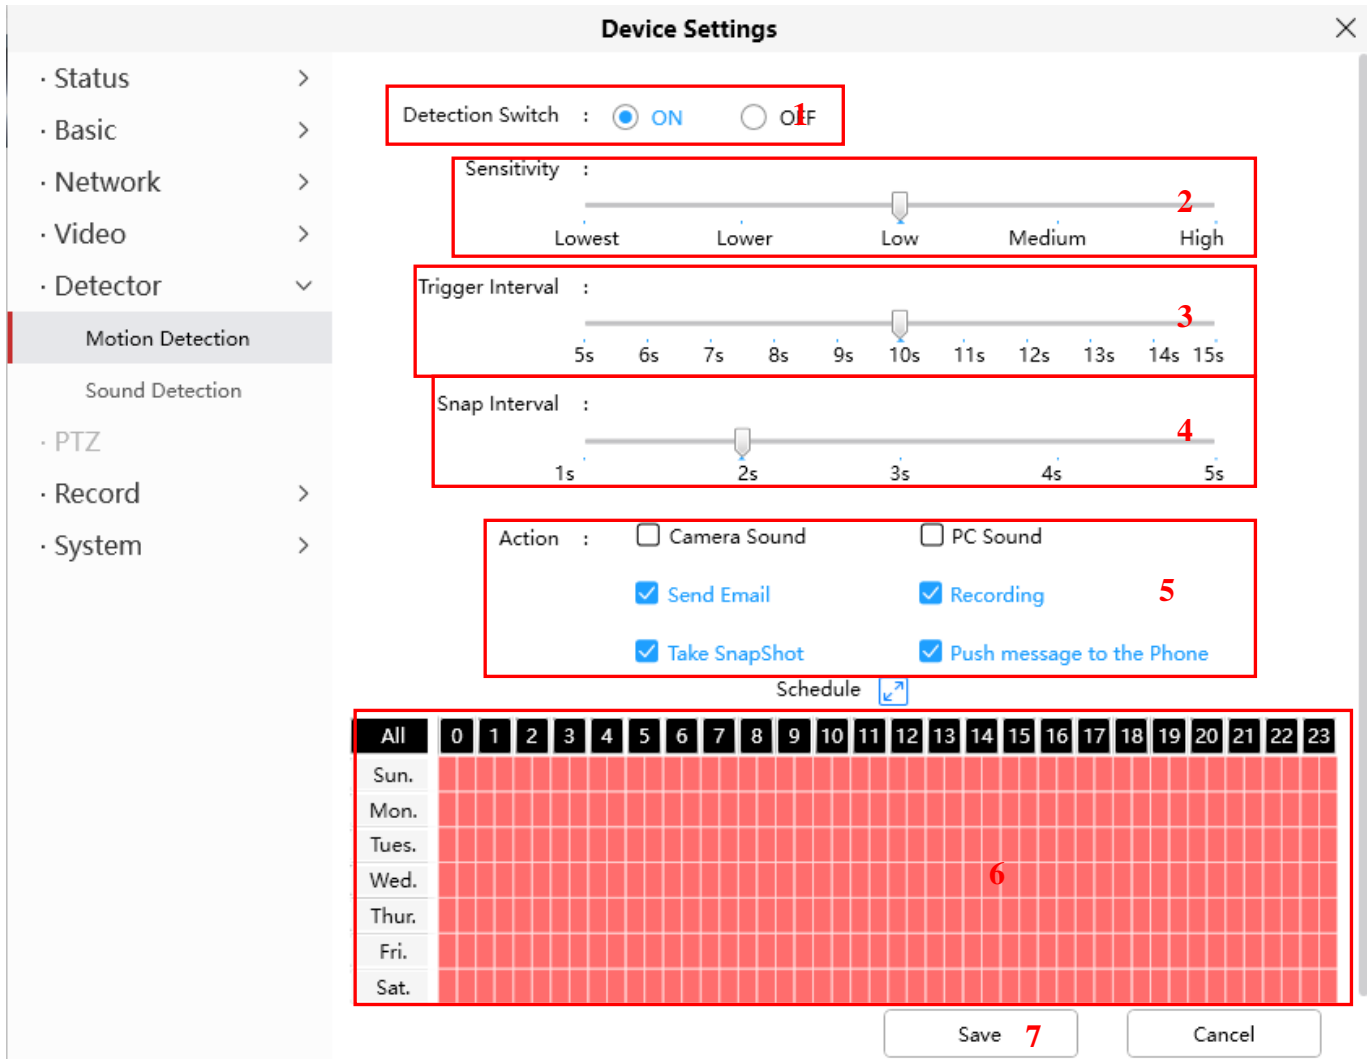 Device Settings
· Status
· Basic
· Network
· Video
· Detector
Motion Detection
Sound Detection
· PTZ
· Record
· System
Detection Switch : ON OFF 1
Sensitivity :
2
Lowest Lower Low Medium High
Trigger Interval :
3
5s 6s 7s 8s 9s 10s 11s 12s 13s 14s 15s
Snap Interval :
4
1s 2s 3s 4s 5s
Action : Camera Sound PC Sound
Send Email Recording 5
Take SnapShot Push message to the Phone
Schedule
All 0 1 2 3 4 5 6 7 8 9 10 11 12 13 14 15 16 17 18 19 20 21 22 23
Sun.
Mon.
Tues.
Wed.
6
Thur.
Fri.
Sat.
Save 7 Cancel